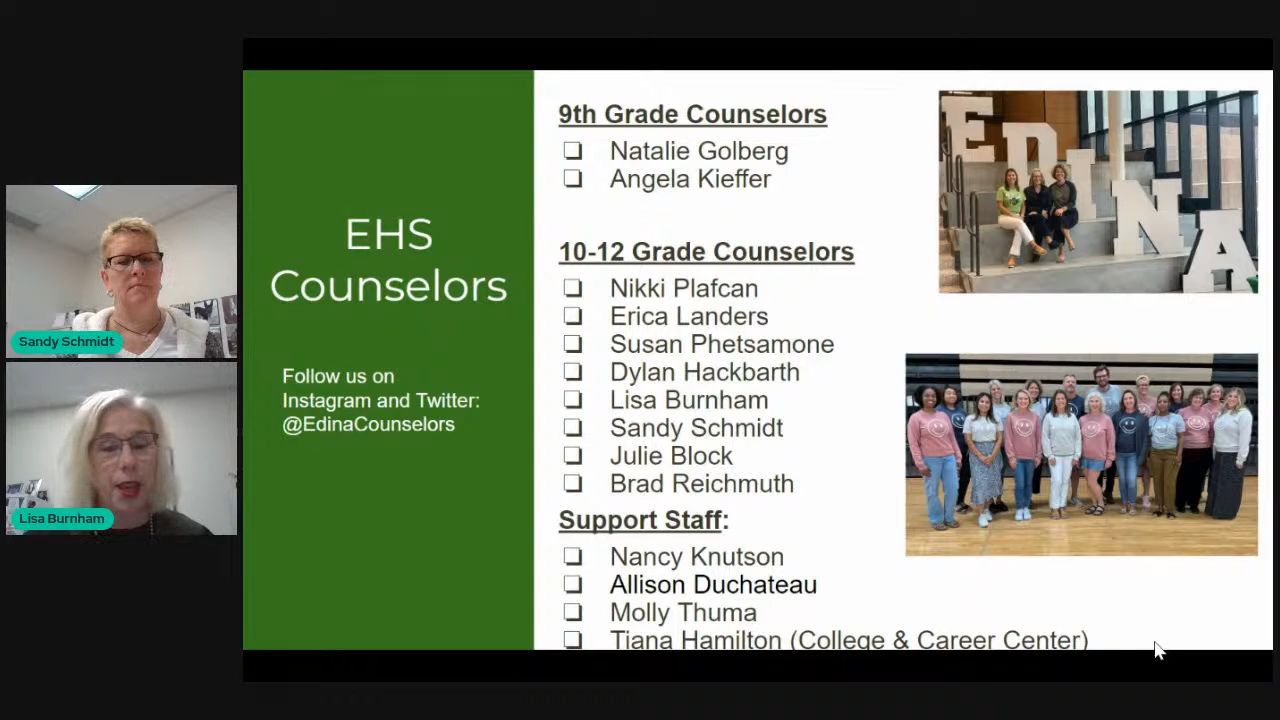 EHS
Counselors
Follow us on
Instagram and Twitter:
@EdinaCounselors
9th Grade Counselors
Natalie Golberg
Angela Kieffer
10-12 Grade Counselors
Nikki Plafcan
Erica Landers
Susan Phetsamone
Dylan Hackbarth
Lisa Burnham
Sandy Schmidt
Julie Block
Brad Reichmuth
Support Staff:
Nancy Knutson
Allison Duchateau
Molly Thuma
Tiana Hamilton (College & Career Center)
EDINA
Sandy Schmidt
Lisa Burnham